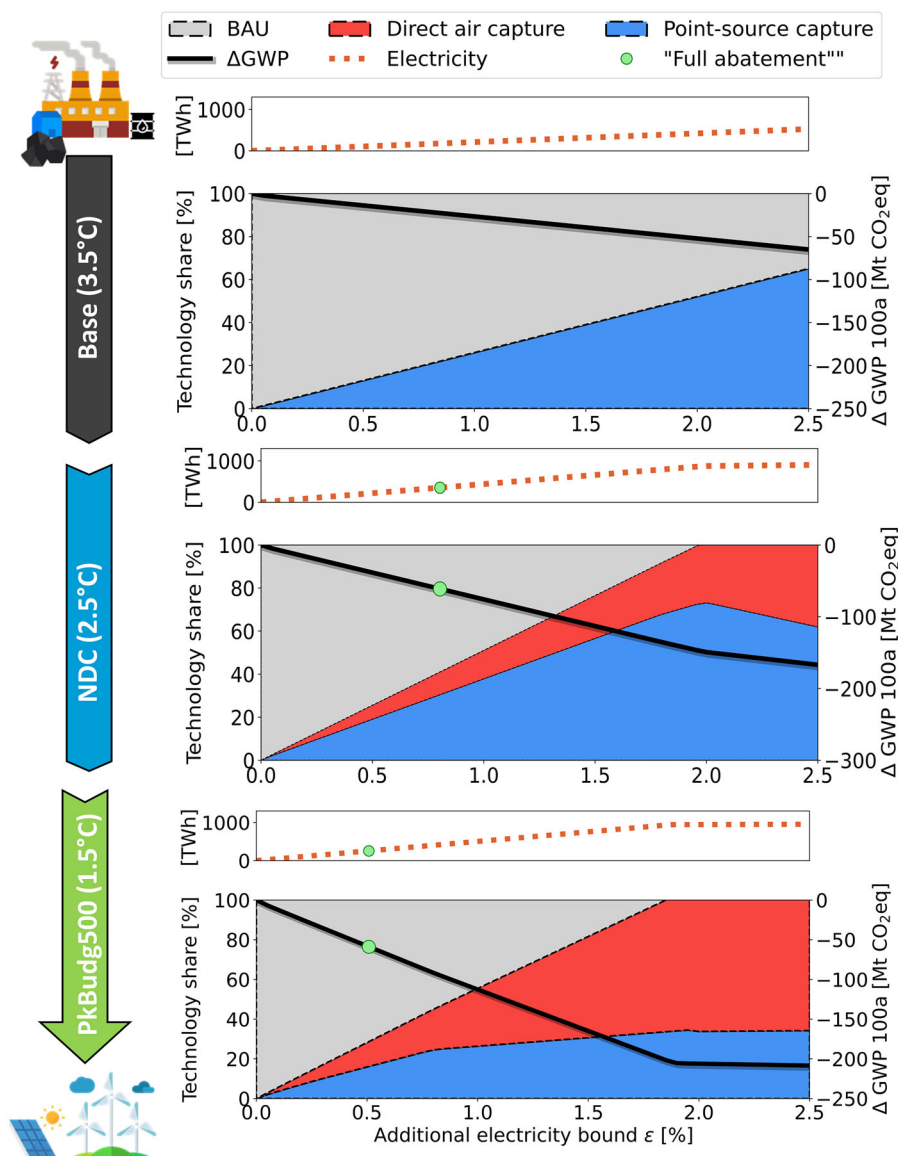 BAU
Direct air capture
Point-source capture
ΔGWP
Electricity
"Full abatement""
[TWh]
1000
0
Base (3.5°C)
Technology share [%]
100
80
60
40
20
0
0
−50
−100
−150
−200
−250
Δ GWP 100a [Mt CO₂eq]
0.0 0.5 1.0 1.5 2.0 2.5
[TWh]
1000
0
NDC (2.5°C)
Technology share [%]
100
80
60
40
20
0
0
−100
−200
−300
Δ GWP 100a [Mt CO₂eq]
0.0 0.5 1.0 1.5 2.0 2.5
[TWh]
1000
0
PkBudg500 (1.5°C)
Technology share [%]
100
80
60
40
20
0
0
−50
−100
−150
−200
−250
Δ GWP 100a [Mt CO₂eq]
0.0 0.5 1.0 1.5 2.0 2.5
Additional electricity bound ε [%]